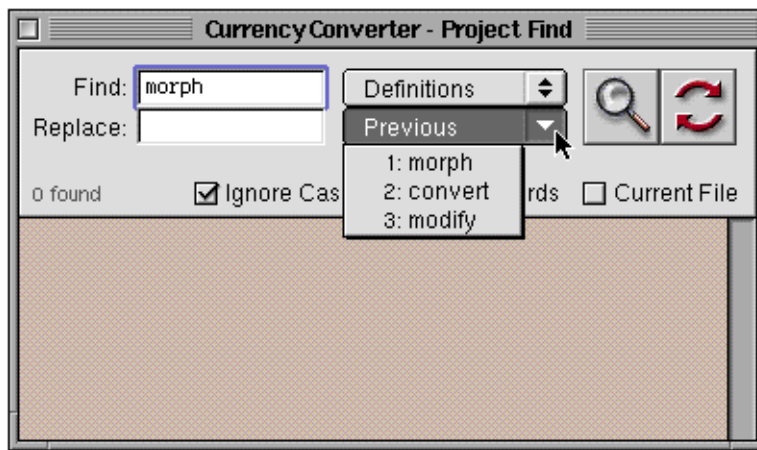 CurrencyConverter - Project Find
Find: morph Definitions
Replace: Previous
1: morph
0 found Ignore Cas 2: convert rds Current File
3: modify